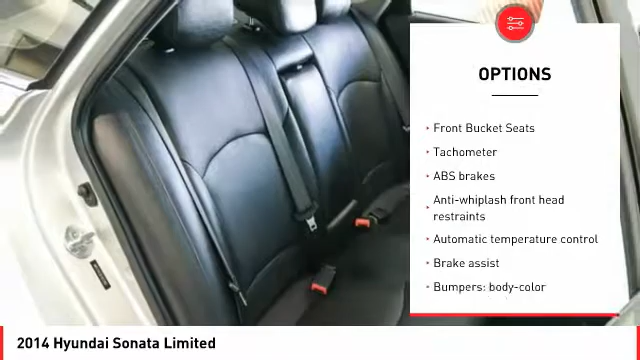 OPTIONS
Front Bucket Seats
Tachometer
ABS brakes
Anti-whiplash front head
restraints
Automatic temperature control
Brake assist
Bumpers: body-color
2014 Hyundai Sonata Limited